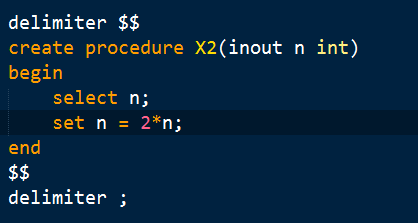 delimiter $$
create procedure X2(inout n int)
begin
    select n;
    set n = 2*n;
end
$$
delimiter ;